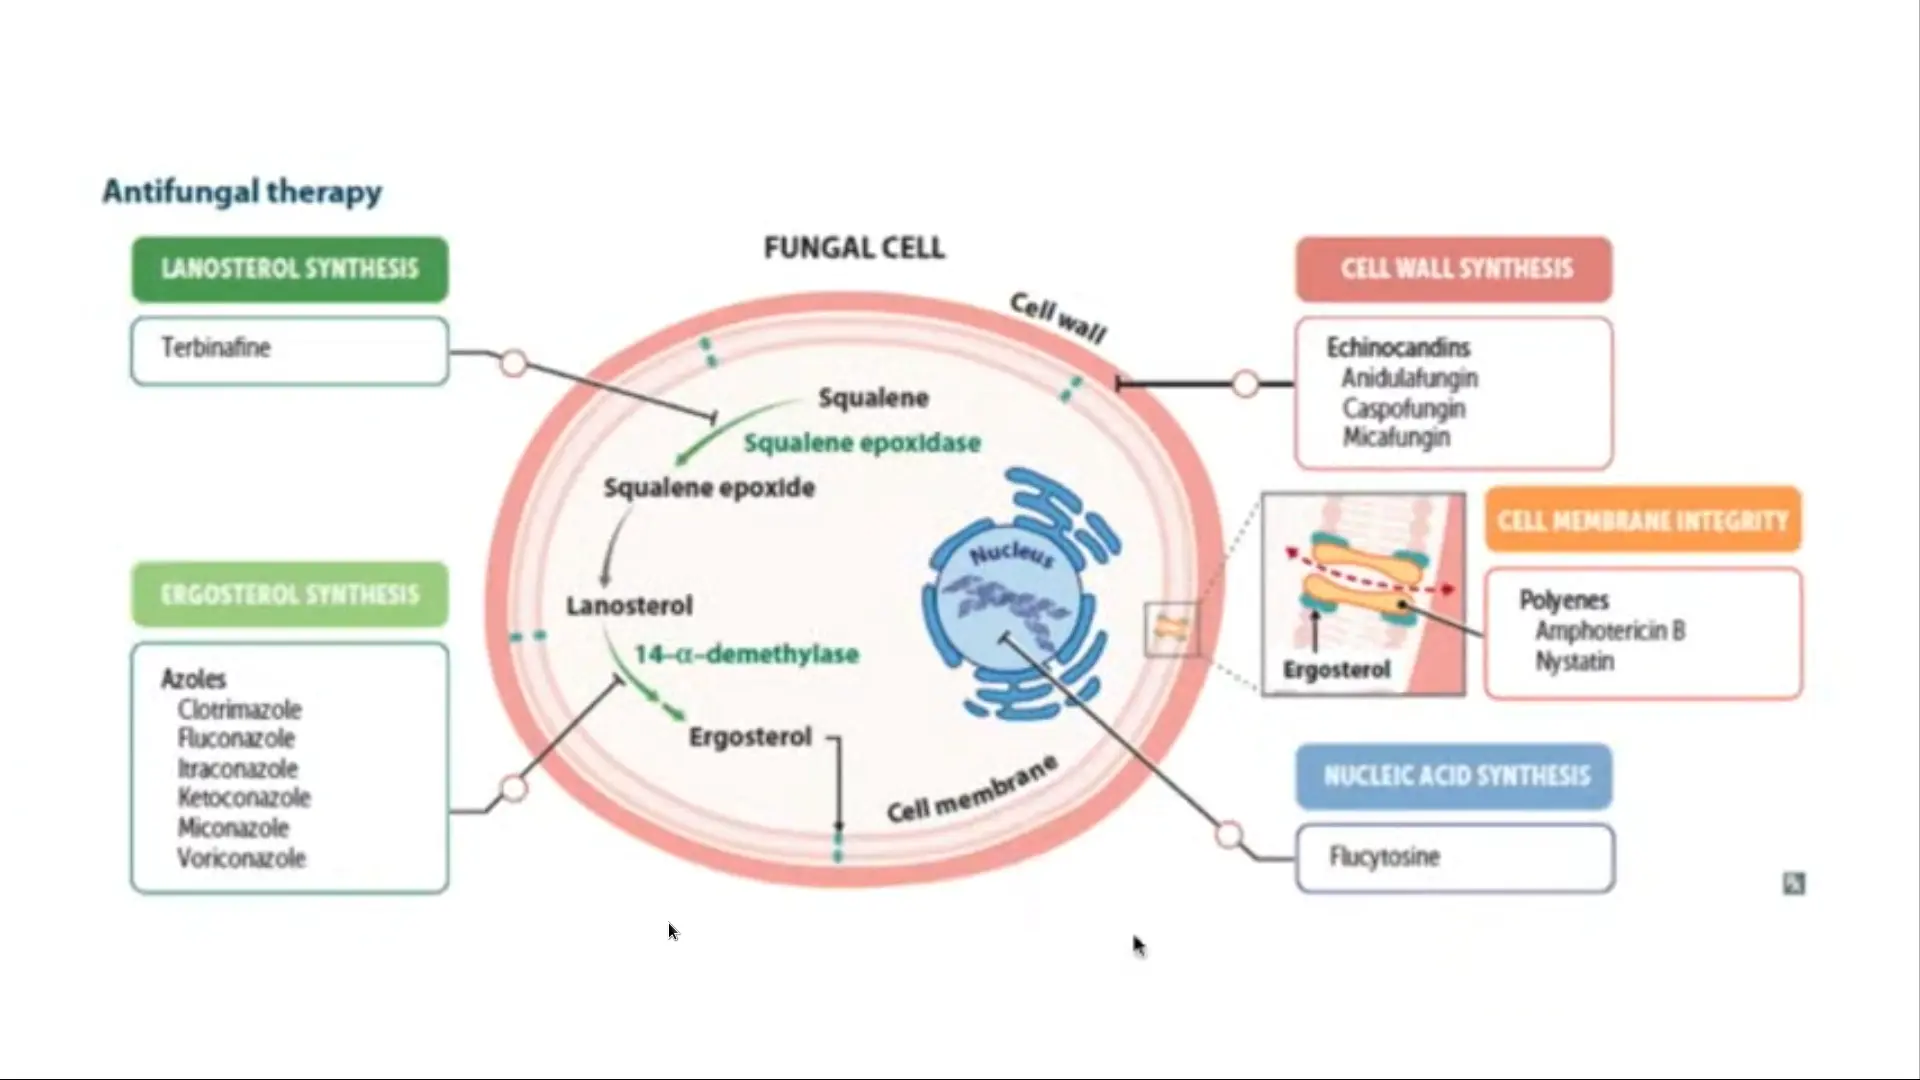 Antifungal therapy
FUNGAL CELL
LANOSTEROL SYNTHESIS
Terbinafine
ERGOSTEROL SYNTHESIS
Azoles
Clotrimazole
Fluconazole
Itraconazole
Ketoconazole
Miconazole
Voriconazole
Cell wall
Squalene
Squalene epoxidase
Squalene epoxide
Lanosterol
14-α-demethylase
Ergosterol
Nucleus
Cell membrane
CELL WALL SYNTHESIS
Echinocandins
Anidulafungin
Caspofungin
Micafungin
CELL MEMBRANE INTEGRITY
Polyenes
Amphotericin B
Nystatin
Ergosterol
NUCLEIC ACID SYNTHESIS
Flucytosine